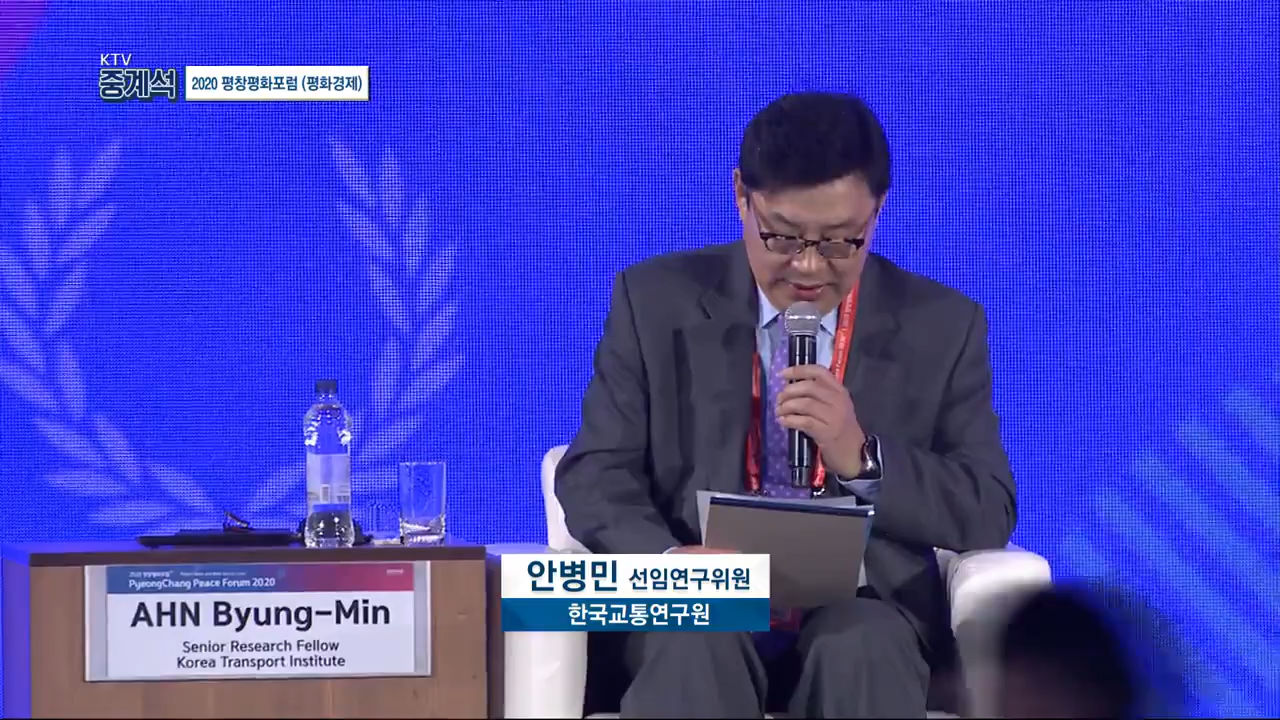 KTV
중계석
2020 평창평화포럼 (평화경제)
PyeongChang Peace Forum 2020
AHN Byung-Min
Senior Research Fellow
Korea Transport Institute
안병민 선임연구위원
한국교통연구원